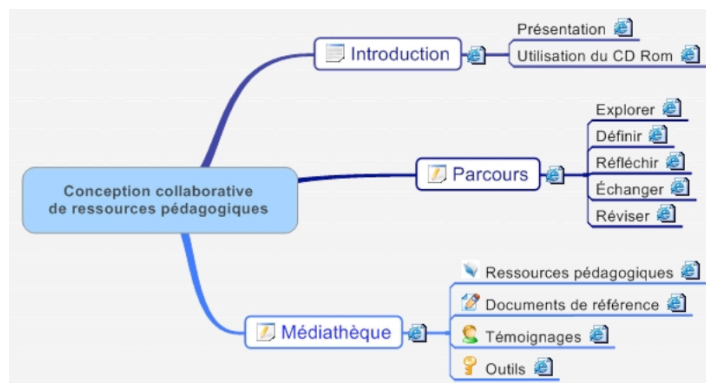 Conception collaborative
de ressources pédagogiques
Introduction
Présentation
Utilisation du CD Rom
Parcours
Explorer
Définir
Réfléchir
Échanger
Réviser
Médiathèque
Ressources pédagogiques
Documents de référence
Témoignages
Outils